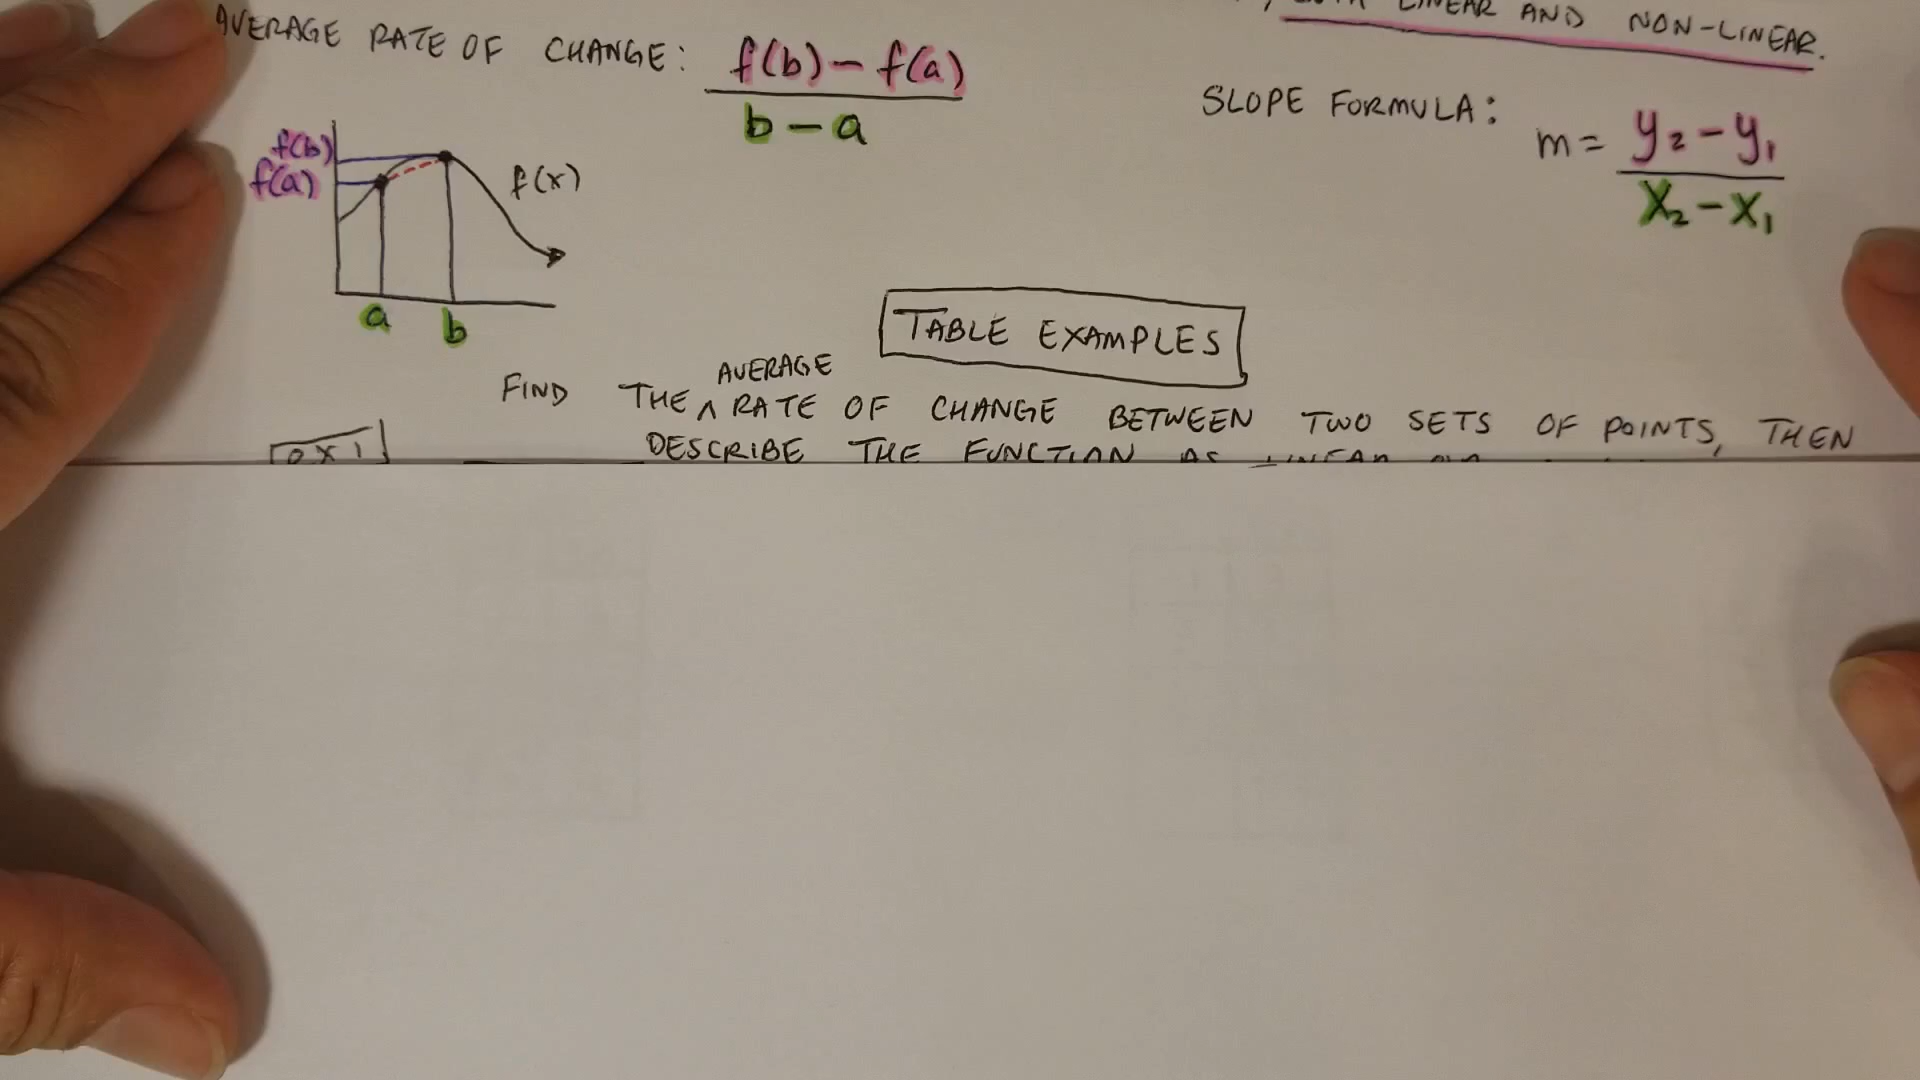 LINEAR AND NON-LINEAR.
AVERAGE RATE OF CHANGE: f(b) - f(a)
b - a
SLOPE FORMULA: m = y₂ - y₁
x₂ - x₁
f(b)
f(a)
f(x)
a b
TABLE EXAMPLES
AVERAGE
FIND THE ^ RATE OF CHANGE BETWEEN TWO SETS OF POINTS, THEN
DESCRIBE THE FUNCTION AS